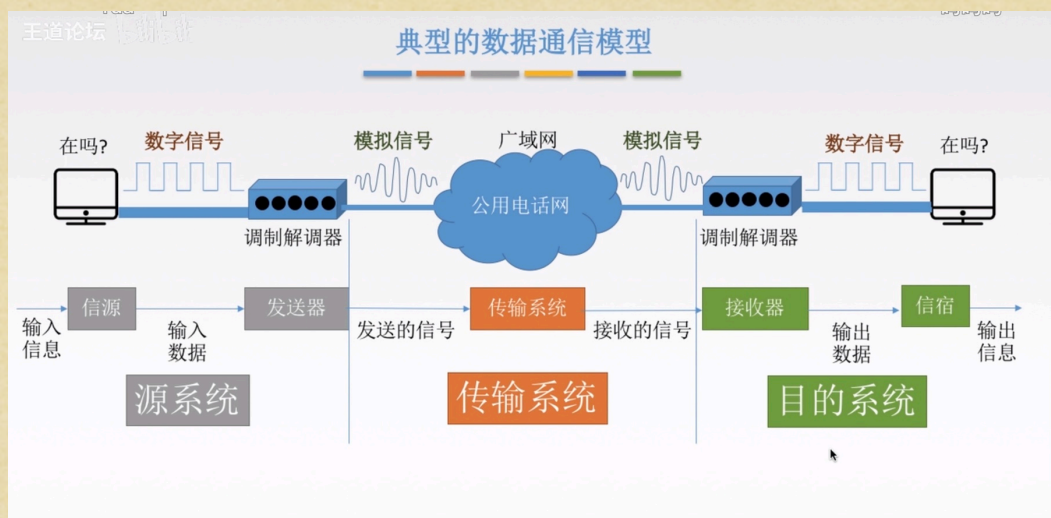 王道论坛
典型的数据通信模型
在吗?
数字信号
模拟信号
广域网
模拟信号
数字信号
在吗?
公用电话网
调制解调器
调制解调器
信源
发送器
传输系统
接收器
信宿
输入
信息
输入
数据
发送的信号
接收的信号
输出
数据
输出
信息
源系统
传输系统
目的系统